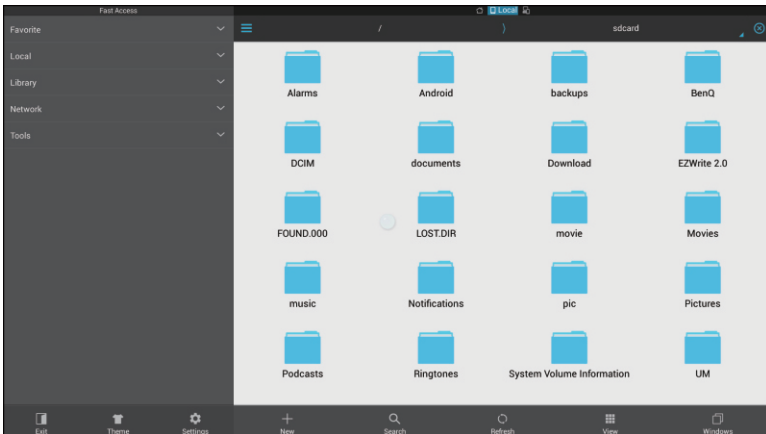 Fast Access
Local
Favorite
/ sdcard
Local
Library
Network
Tools
Alarms Android backups BenQ
DCIM documents Download EZWrite 2.0
FOUND.000 LOST.DIR movie Movies
music Notifications pic Pictures
Podcasts Ringtones System Volume Information UM
Exit Theme Settings New Search Refresh View Windows